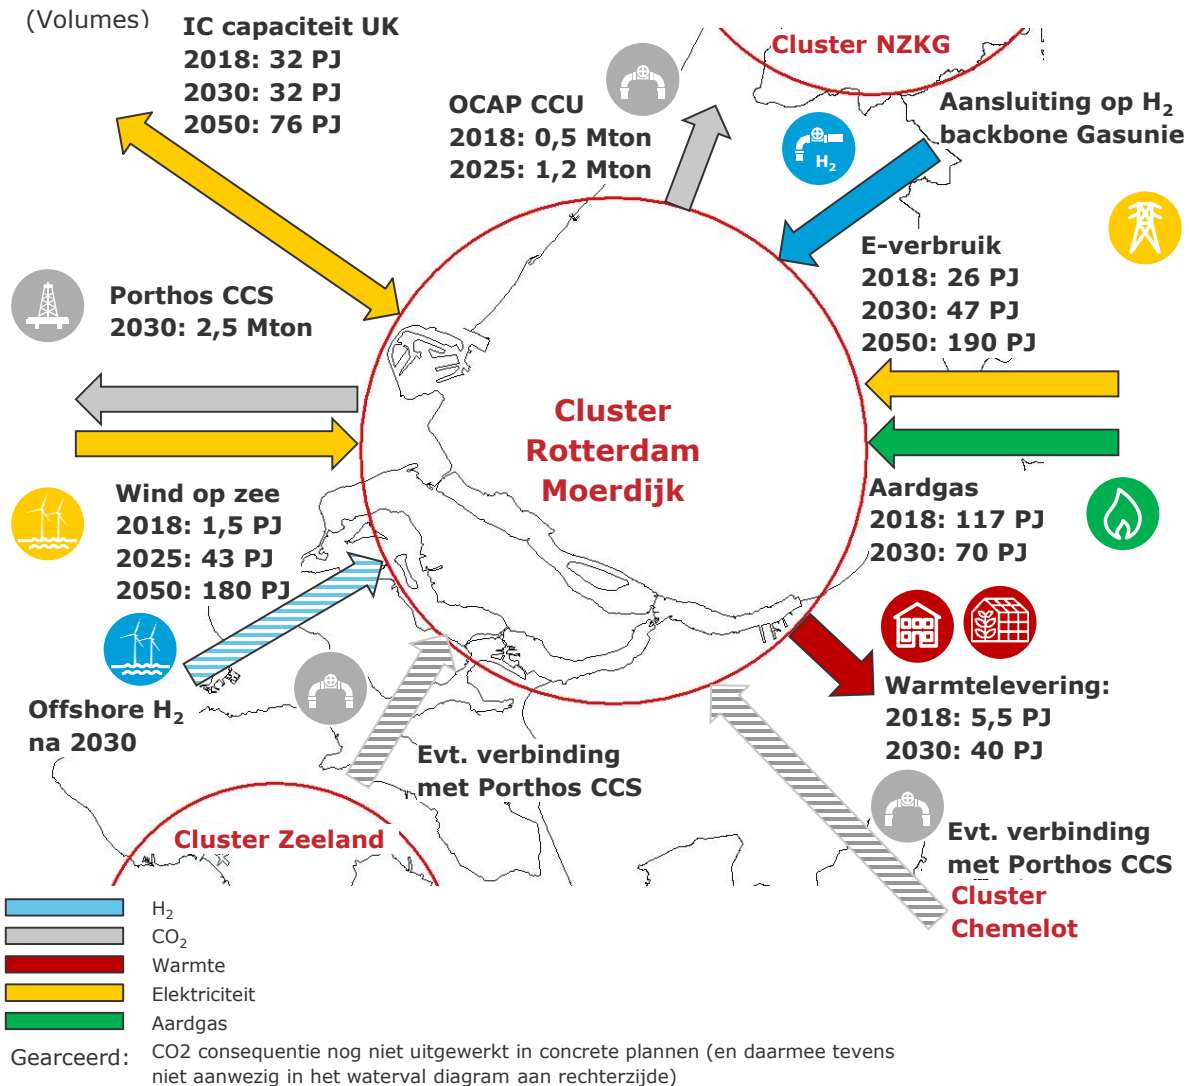 (Volumes)
IC capaciteit UK
2018: 32 PJ
2030: 32 PJ
2050: 76 PJ
Cluster NZKG
OCAP CCU
2018: 0,5 Mton
2025: 1,2 Mton
Aansluiting op H₂
backbone Gasunie
H₂
E-verbruik
2018: 26 PJ
2030: 47 PJ
2050: 190 PJ
Porthos CCS
2030: 2,5 Mton
Cluster
Rotterdam
Moerdijk
Wind op zee
2018: 1,5 PJ
2025: 43 PJ
2050: 180 PJ
Aardgas
2018: 117 PJ
2030: 70 PJ
Offshore H₂
na 2030
Warmtelevering:
2018: 5,5 PJ
2030: 40 PJ
Evt. verbinding
met Porthos CCS
Cluster Zeeland
Evt. verbinding
met Porthos CCS
Cluster
Chemelot
H₂
CO₂
Warmte
Elektriciteit
Aardgas
Gearceerd: CO2 consequentie nog niet uitgewerkt in concrete plannen (en daarmee tevens
niet aanwezig in het waterval diagram aan rechterzijde)